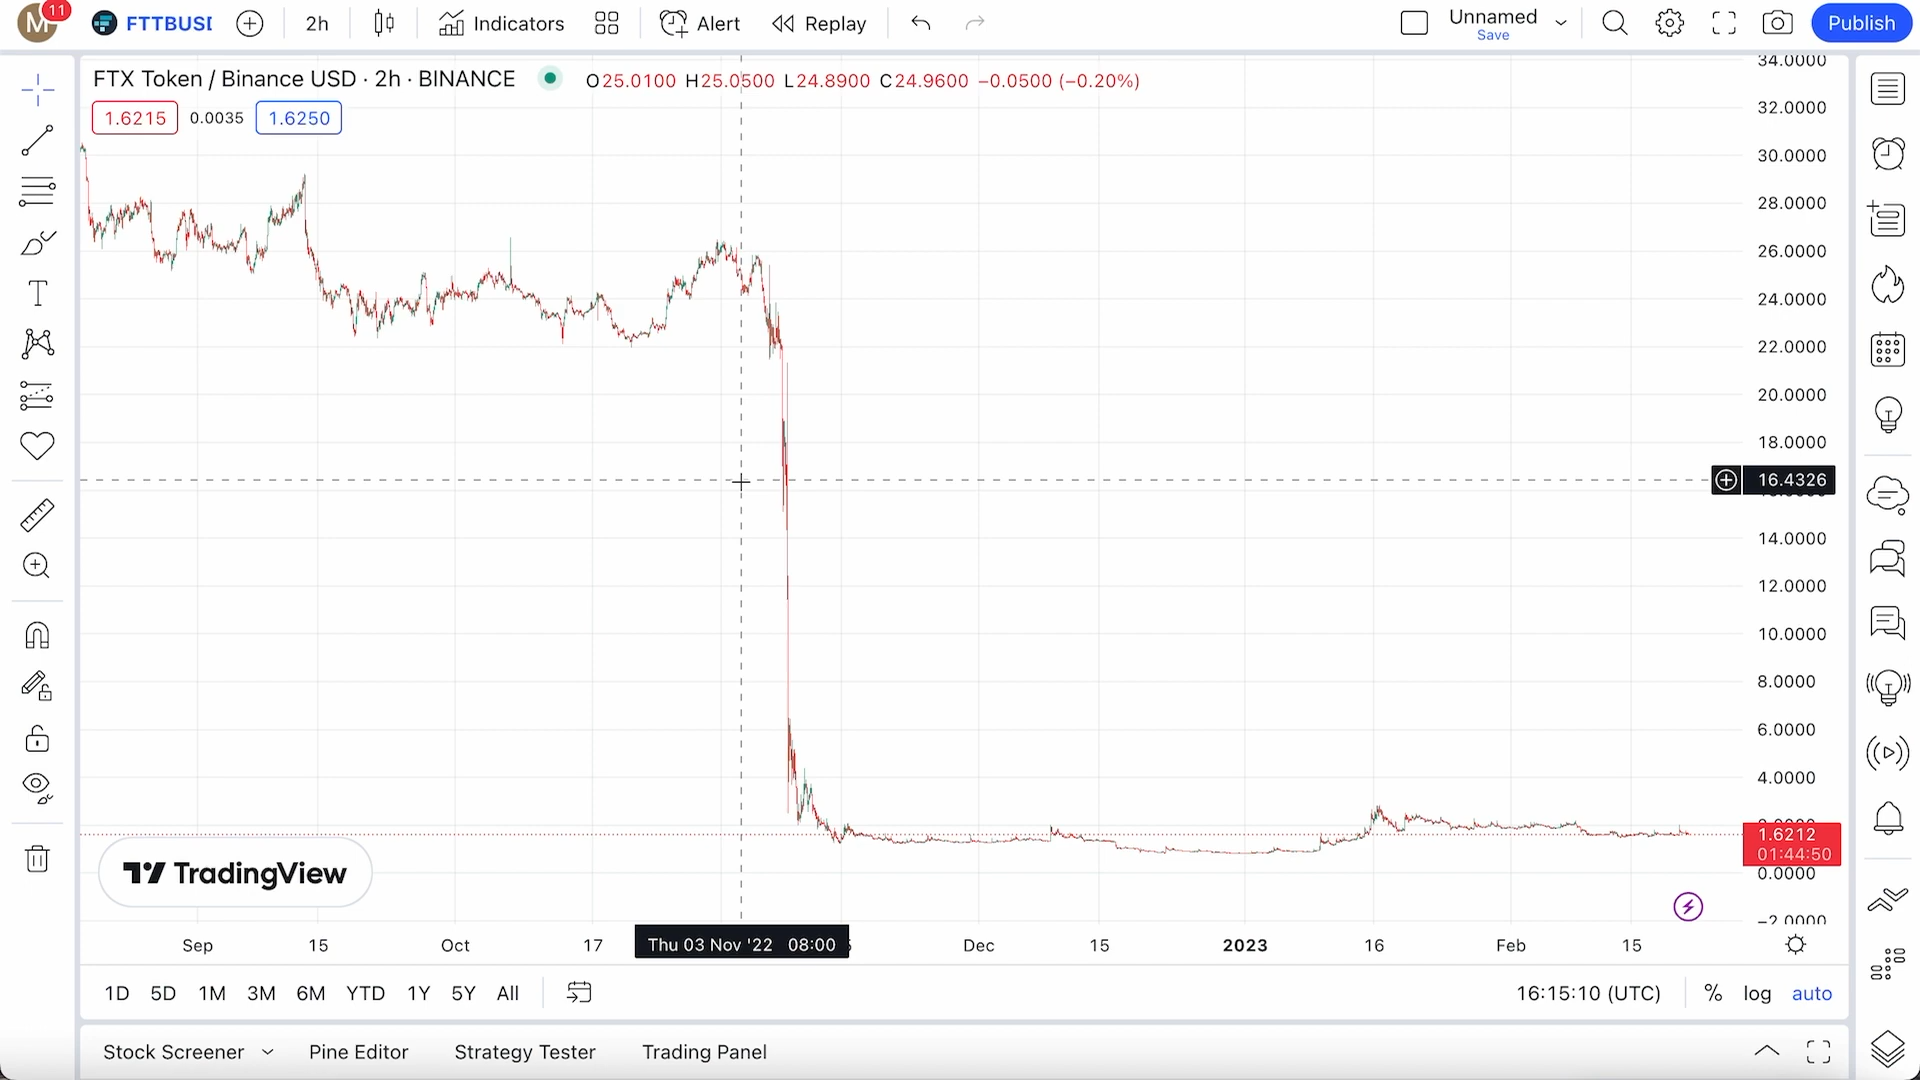 M 11 FTTBUSI 2h Indicators Alert Replay Unnamed Save Publish
FTX Token / Binance USD · 2h · BINANCE O25.0100 H25.0500 L24.8900 C24.9600 −0.0500 (−0.20%)
1.6215 0.0035 1.6250
34.0000
32.0000
30.0000
28.0000
26.0000
24.0000
22.0000
20.0000
18.0000
16.4326
14.0000
12.0000
10.0000
8.0000
6.0000
4.0000
1.6212
01:44:50
0.0000
−2.0000
TradingView
Sep 15 Oct 17 Thu 03 Nov '22 08:00 Dec 15 2023 16 Feb 15
1D 5D 1M 3M 6M YTD 1Y 5Y All 16:15:10 (UTC) % log auto
Stock Screener Pine Editor Strategy Tester Trading Panel